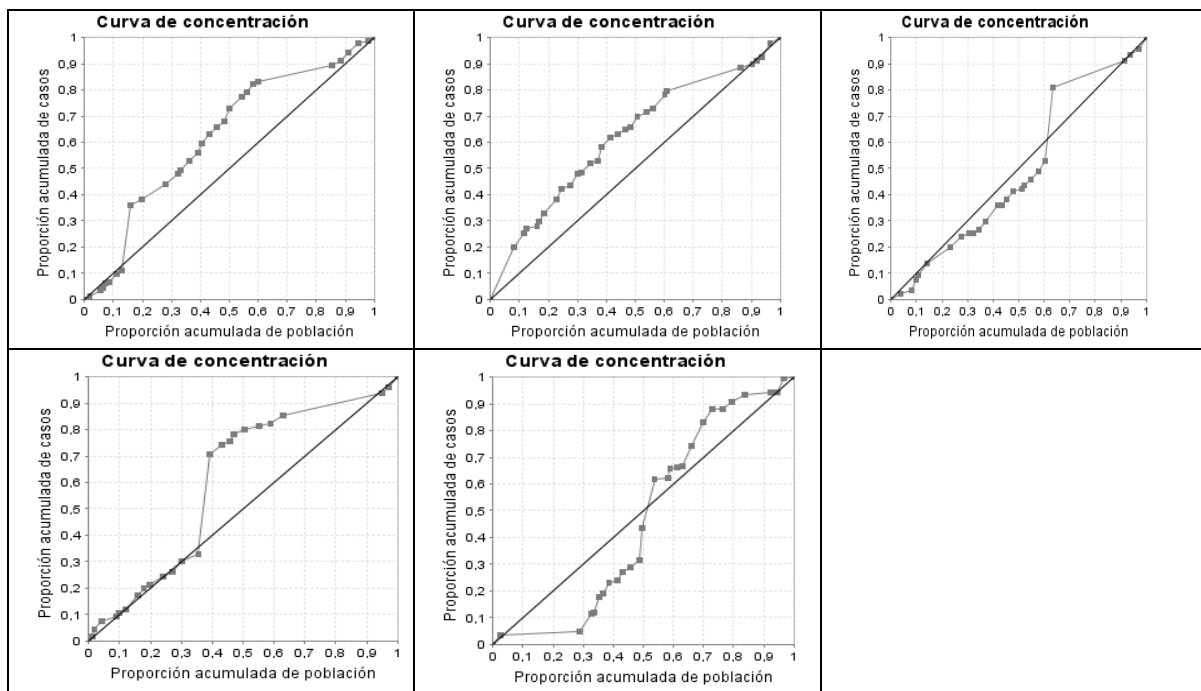 Curva de concentración
Proporción acumulada de casos
1
0,9
0,8
0,7
0,6
0,5
0,4
0,3
0,2
0,1
0
0 0,1 0,2 0,3 0,4 0,5 0,6 0,7 0,8 0,9 1
Proporción acumulada de población
Curva de concentración
Proporción acumulada de casos
1
0,9
0,8
0,7
0,6
0,5
0,4
0,3
0,2
0,1
0
0 0,1 0,2 0,3 0,4 0,5 0,6 0,7 0,8 0,9 1
Proporción acumulada de población
Curva de concentración
Proporción acumulada de casos
1
0,9
0,8
0,7
0,6
0,5
0,4
0,3
0,2
0,1
0
0 0,1 0,2 0,3 0,4 0,5 0,6 0,7 0,8 0,9 1
Proporción acumulada de población
Curva de concentración
Proporción acumulada de casos
1
0,9
0,8
0,7
0,6
0,5
0,4
0,3
0,2
0,1
0
0 0,1 0,2 0,3 0,4 0,5 0,6 0,7 0,8 0,9 1
Proporción acumulada de población
Curva de concentración
Proporción acumulada de casos
1
0,9
0,8
0,7
0,6
0,5
0,4
0,3
0,2
0,1
0
0 0,1 0,2 0,3 0,4 0,5 0,6 0,7 0,8 0,9 1
Proporción acumulada de población